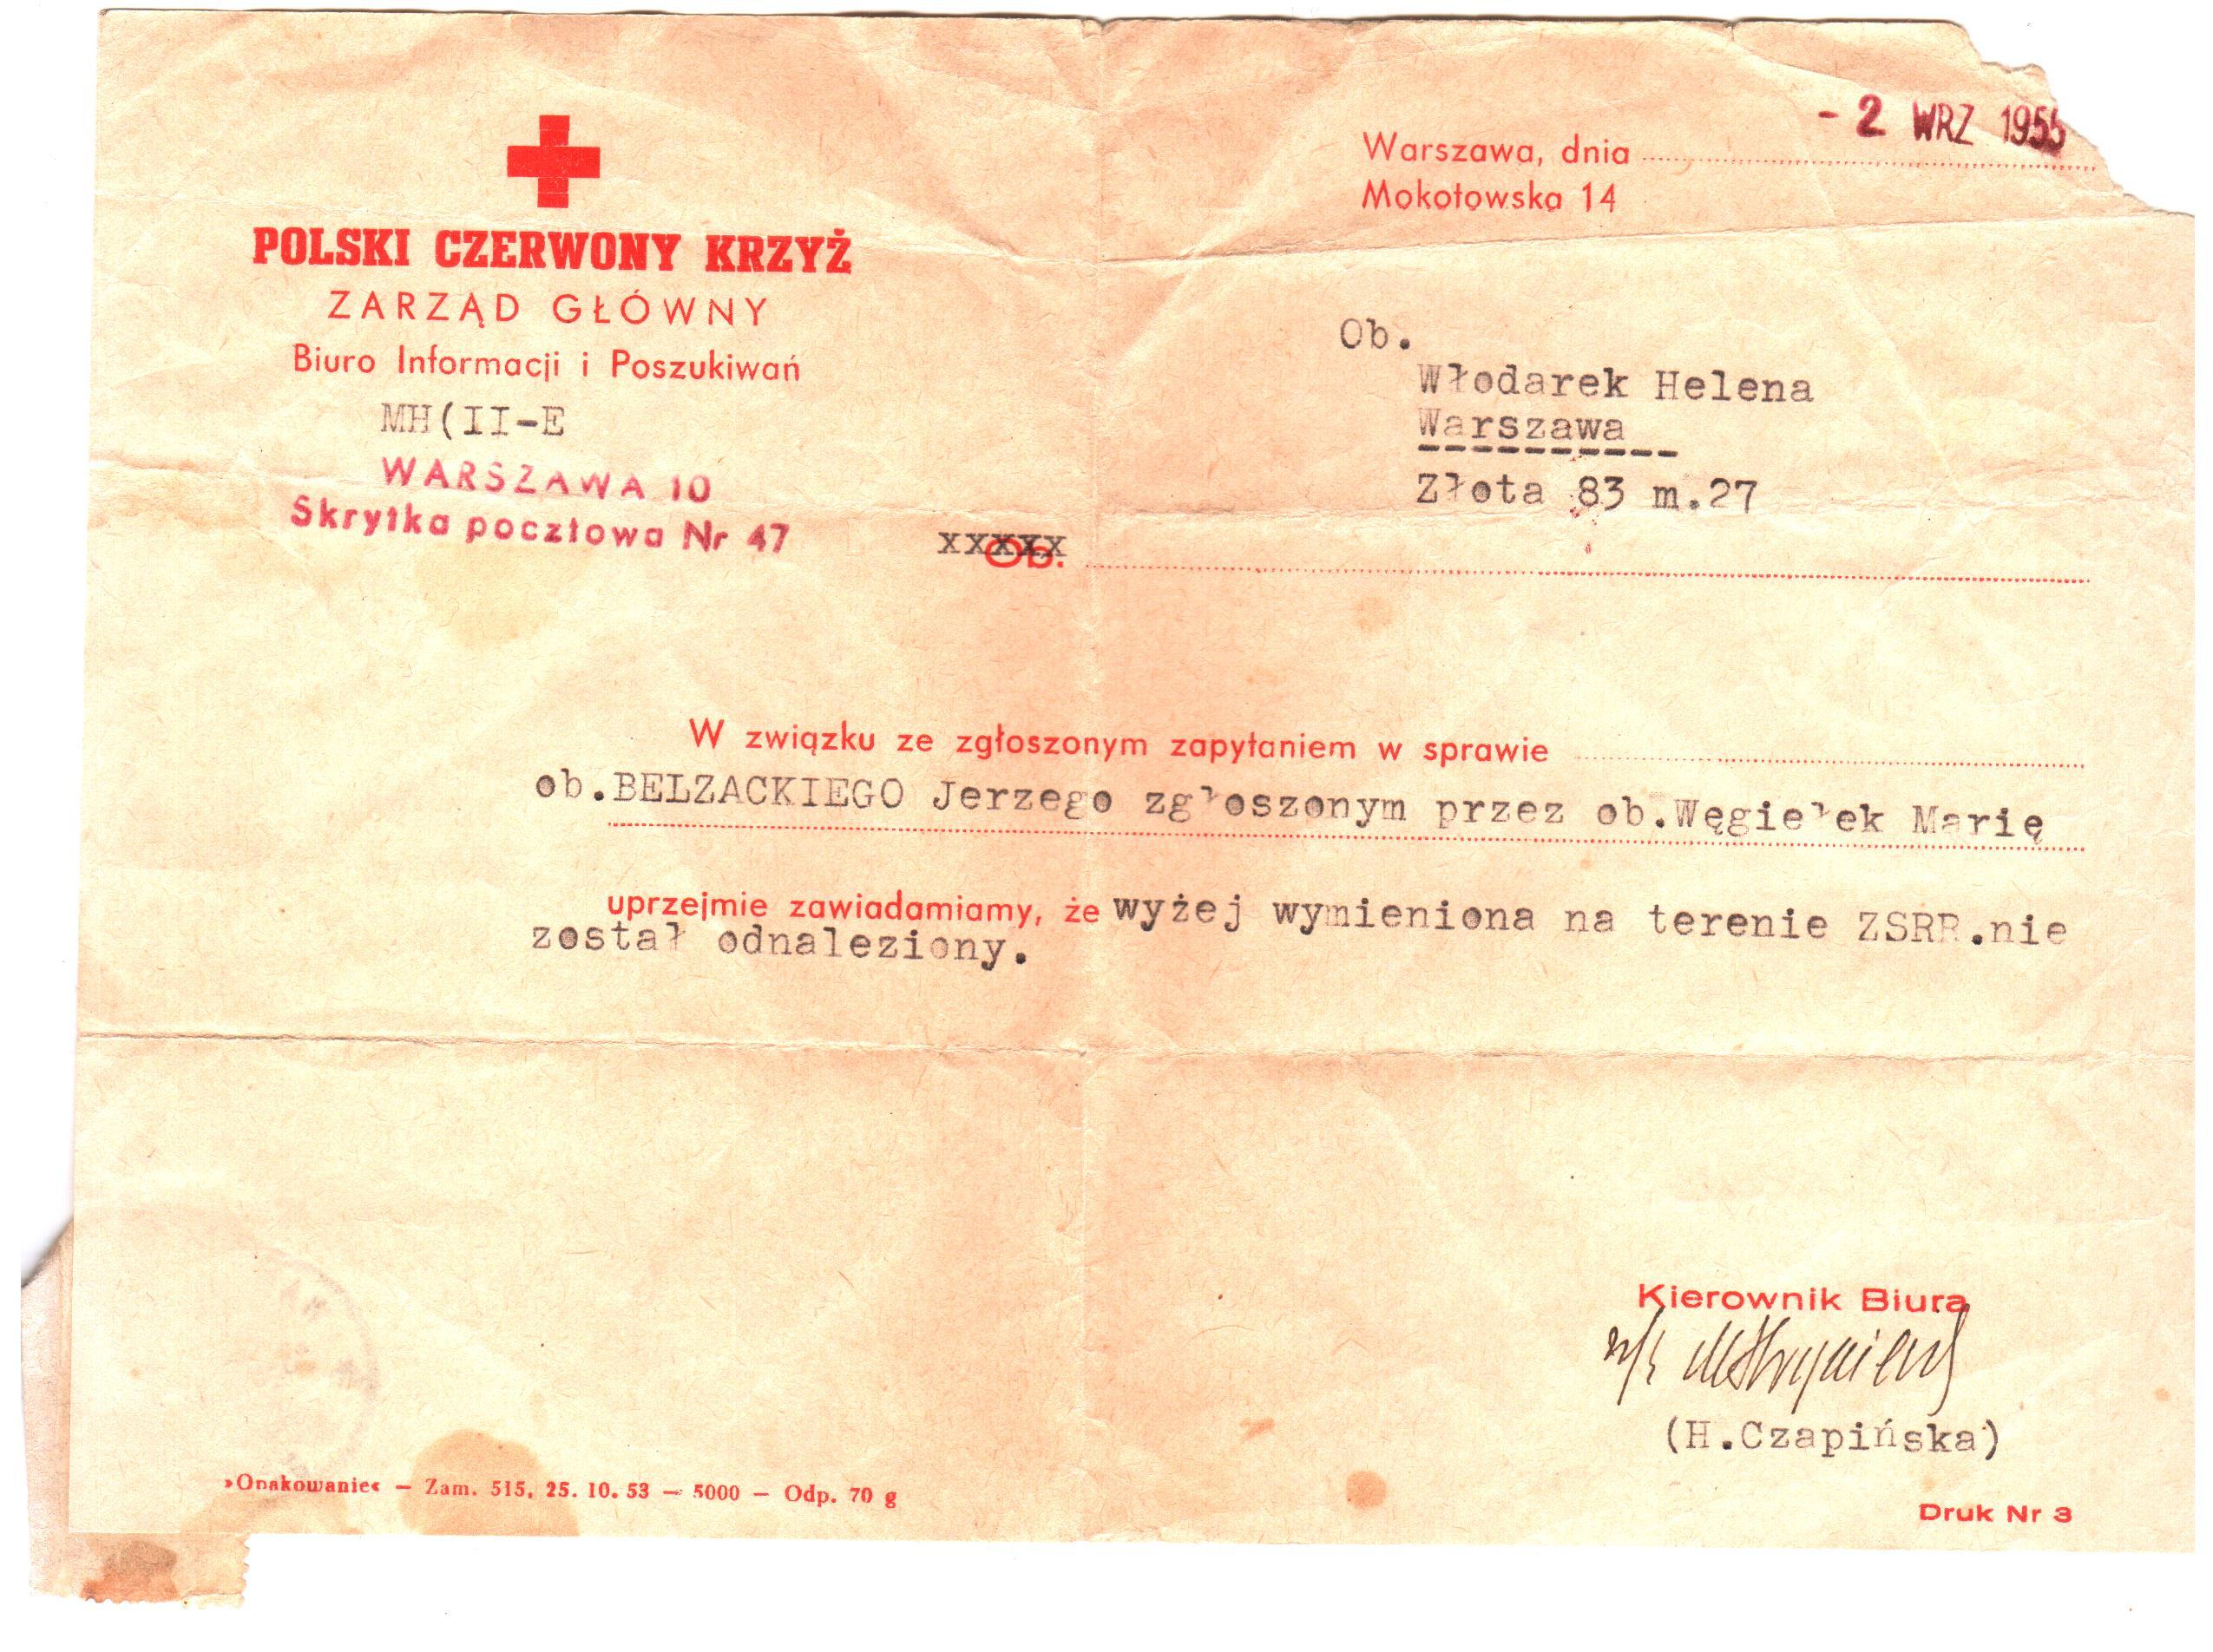 - 2 WRZ 1955
Warszawa, dnia
Mokotowska 14
POLSKI CZERWONY KRZYŻ
ZARZĄD GŁÓWNY
Biuro Informacji i Poszukiwań
MH(II-E
WARSZAWA 10
Skrytka pocztowa Nr 47
Ob.
Włodarek Helena
Warszawa
Złota 83 m.27
xxxxx Ob.
W związku ze zgłoszonym zapytaniem w sprawie
ob.BELZACKIEGO Jerzego zgłoszonym przez ob.Węgiełek Marię
uprzejmie zawiadamiamy, że wyżej wymieniona na terenie ZSRR.nie
został odnaleziony.
Kierownik Biura
(H.Czapińska)
»Opakowanie« — Zam. 515, 25. 10. 53 — 5000 — Odp. 70 g
Druk Nr 3